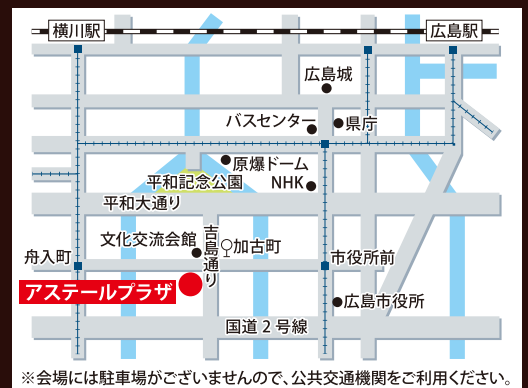 横川駅
広島駅
広島城
バスセンター
県庁
原爆ドーム
平和記念公園
NHK
平和大通り
吉島通り
文化交流会館
加古町
舟入町
市役所前
アステールプラザ
広島市役所
国道2号線
※会場には駐車場がございませんので、公共交通機関をご利用ください。